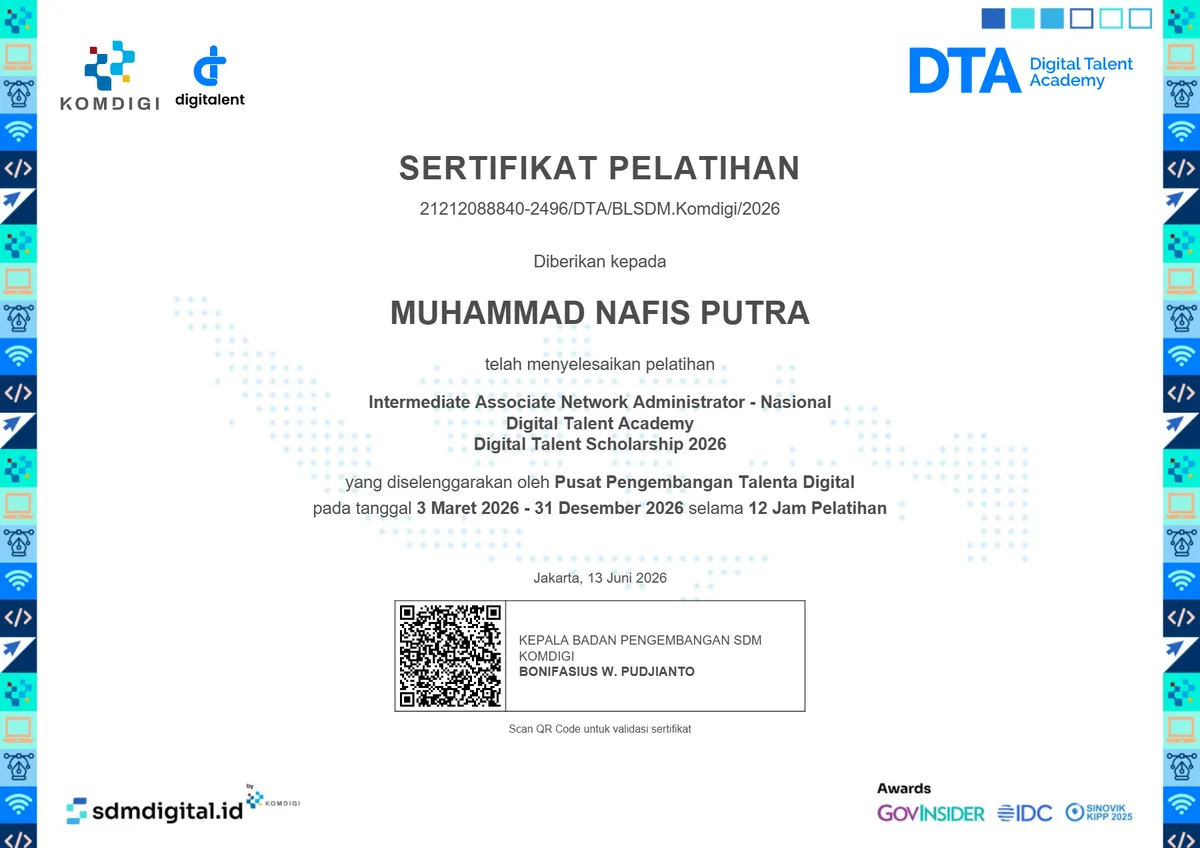 KOMDIGI
digitalent
DTA Digital Talent
Academy
SERTIFIKAT PELATIHAN
21212088840-2496/DTA/BLSDM.Komdigi/2026
Diberikan kepada
MUHAMMAD NAFIS PUTRA
telah menyelesaikan pelatihan
Intermediate Associate Network Administrator - Nasional
Digital Talent Academy
Digital Talent Scholarship 2026
yang diselenggarakan oleh Pusat Pengembangan Talenta Digital
pada tanggal 3 Maret 2026 - 31 Desember 2026 selama 12 Jam Pelatihan
Jakarta, 13 Juni 2026
KEPALA BADAN PENGEMBANGAN SDM
KOMDIGI
BONIFASIUS W. PUDJIANTO
Scan QR Code untuk validasi sertifikat
sdmdigital.id by KOMDIGI
Awards
GOVINSIDER IDC SINOVIK
KIPP 2025